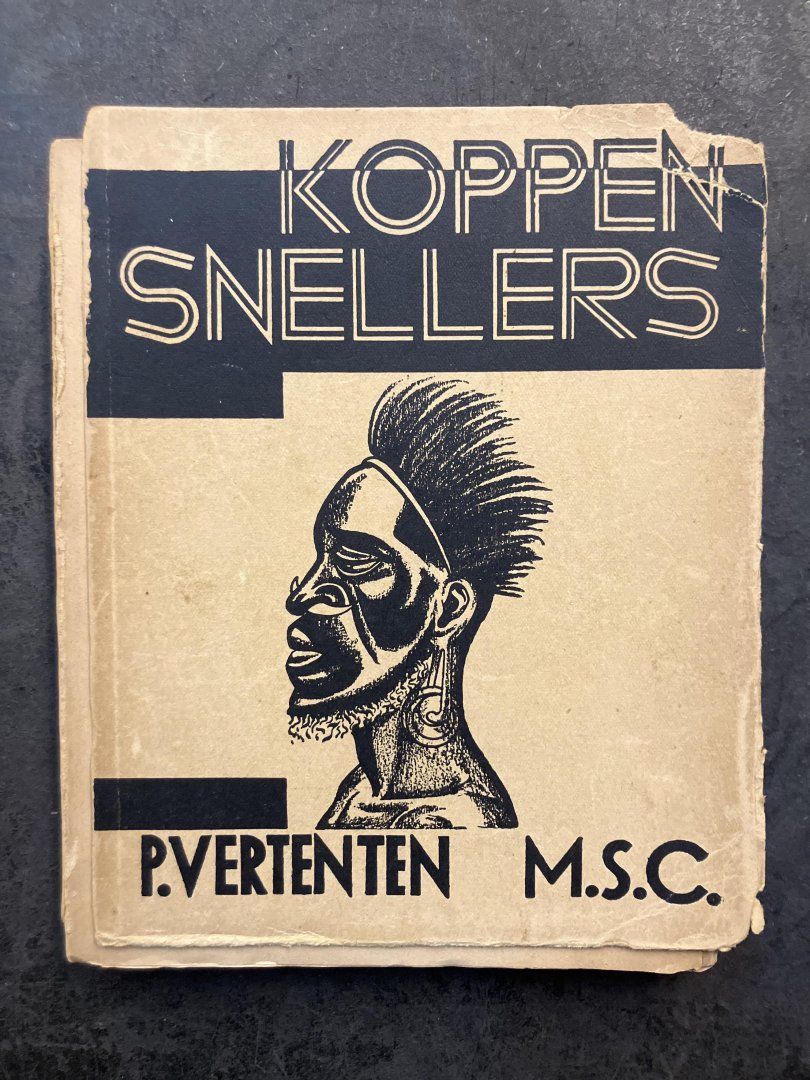 KOPPEN
SNELLERS
P. VERTENTEN M.S.C.